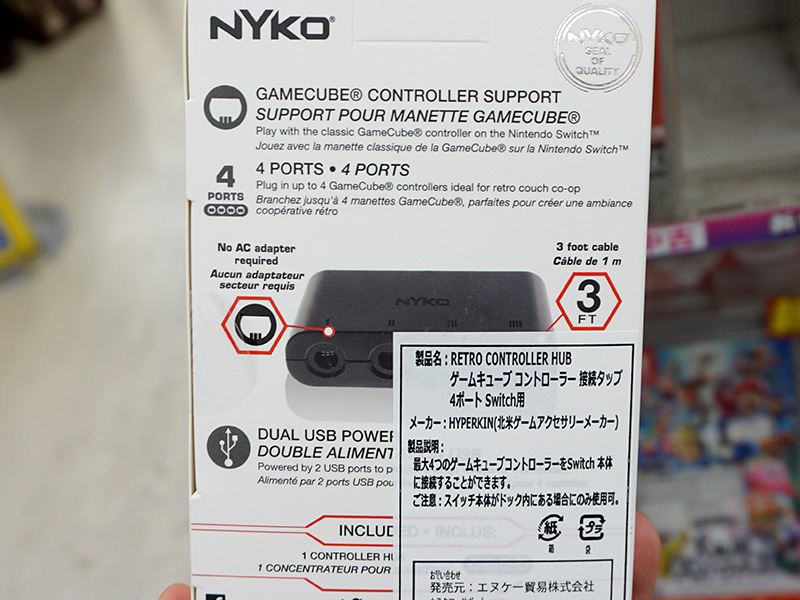 NYKO®
NYKO
SEAL
OF
QUALITY
GAMECUBE® CONTROLLER SUPPORT
SUPPORT POUR MANETTE GAMECUBE®
Play with the classic GameCube® controller on the Nintendo Switch™
Jouez avec la manette classique de la GameCube® sur la Nintendo Switch™
4
PORTS
4 PORTS • 4 PORTS
Plug in up to 4 GameCube® controllers ideal for retro couch co-op
Branchez jusqu'à 4 manettes GameCube®, parfaites pour créer une ambiance
coopérative rétro
No AC adapter
required
Aucun adaptateur
secteur requis
3 foot cable
Câble de 1 m
3
FT
NYKO
製品名：RETRO CONTROLLER HUB
ゲームキューブ コントローラー 接続タップ
4ポート Switch用
メーカー：HYPERKIN(北米ゲームアクセサリーメーカー)
製品説明：
最大4つのゲームキューブコントローラーをSwitch 本体
に接続することができます。
ご注意：スイッチ本体がドック内にある場合にのみ使用可。
紙
箱
プラ
袋
お問い合わせ
発売元：エヌケー貿易株式会社
DUAL USB POWER
DOUBLE ALIMENT
Powered by 2 USB ports to p
Alimenté par 2 ports USB pou
INCLUDED • INCLUS:
1 CONTROLLER HU
1 CONCENTRATEUR POUR